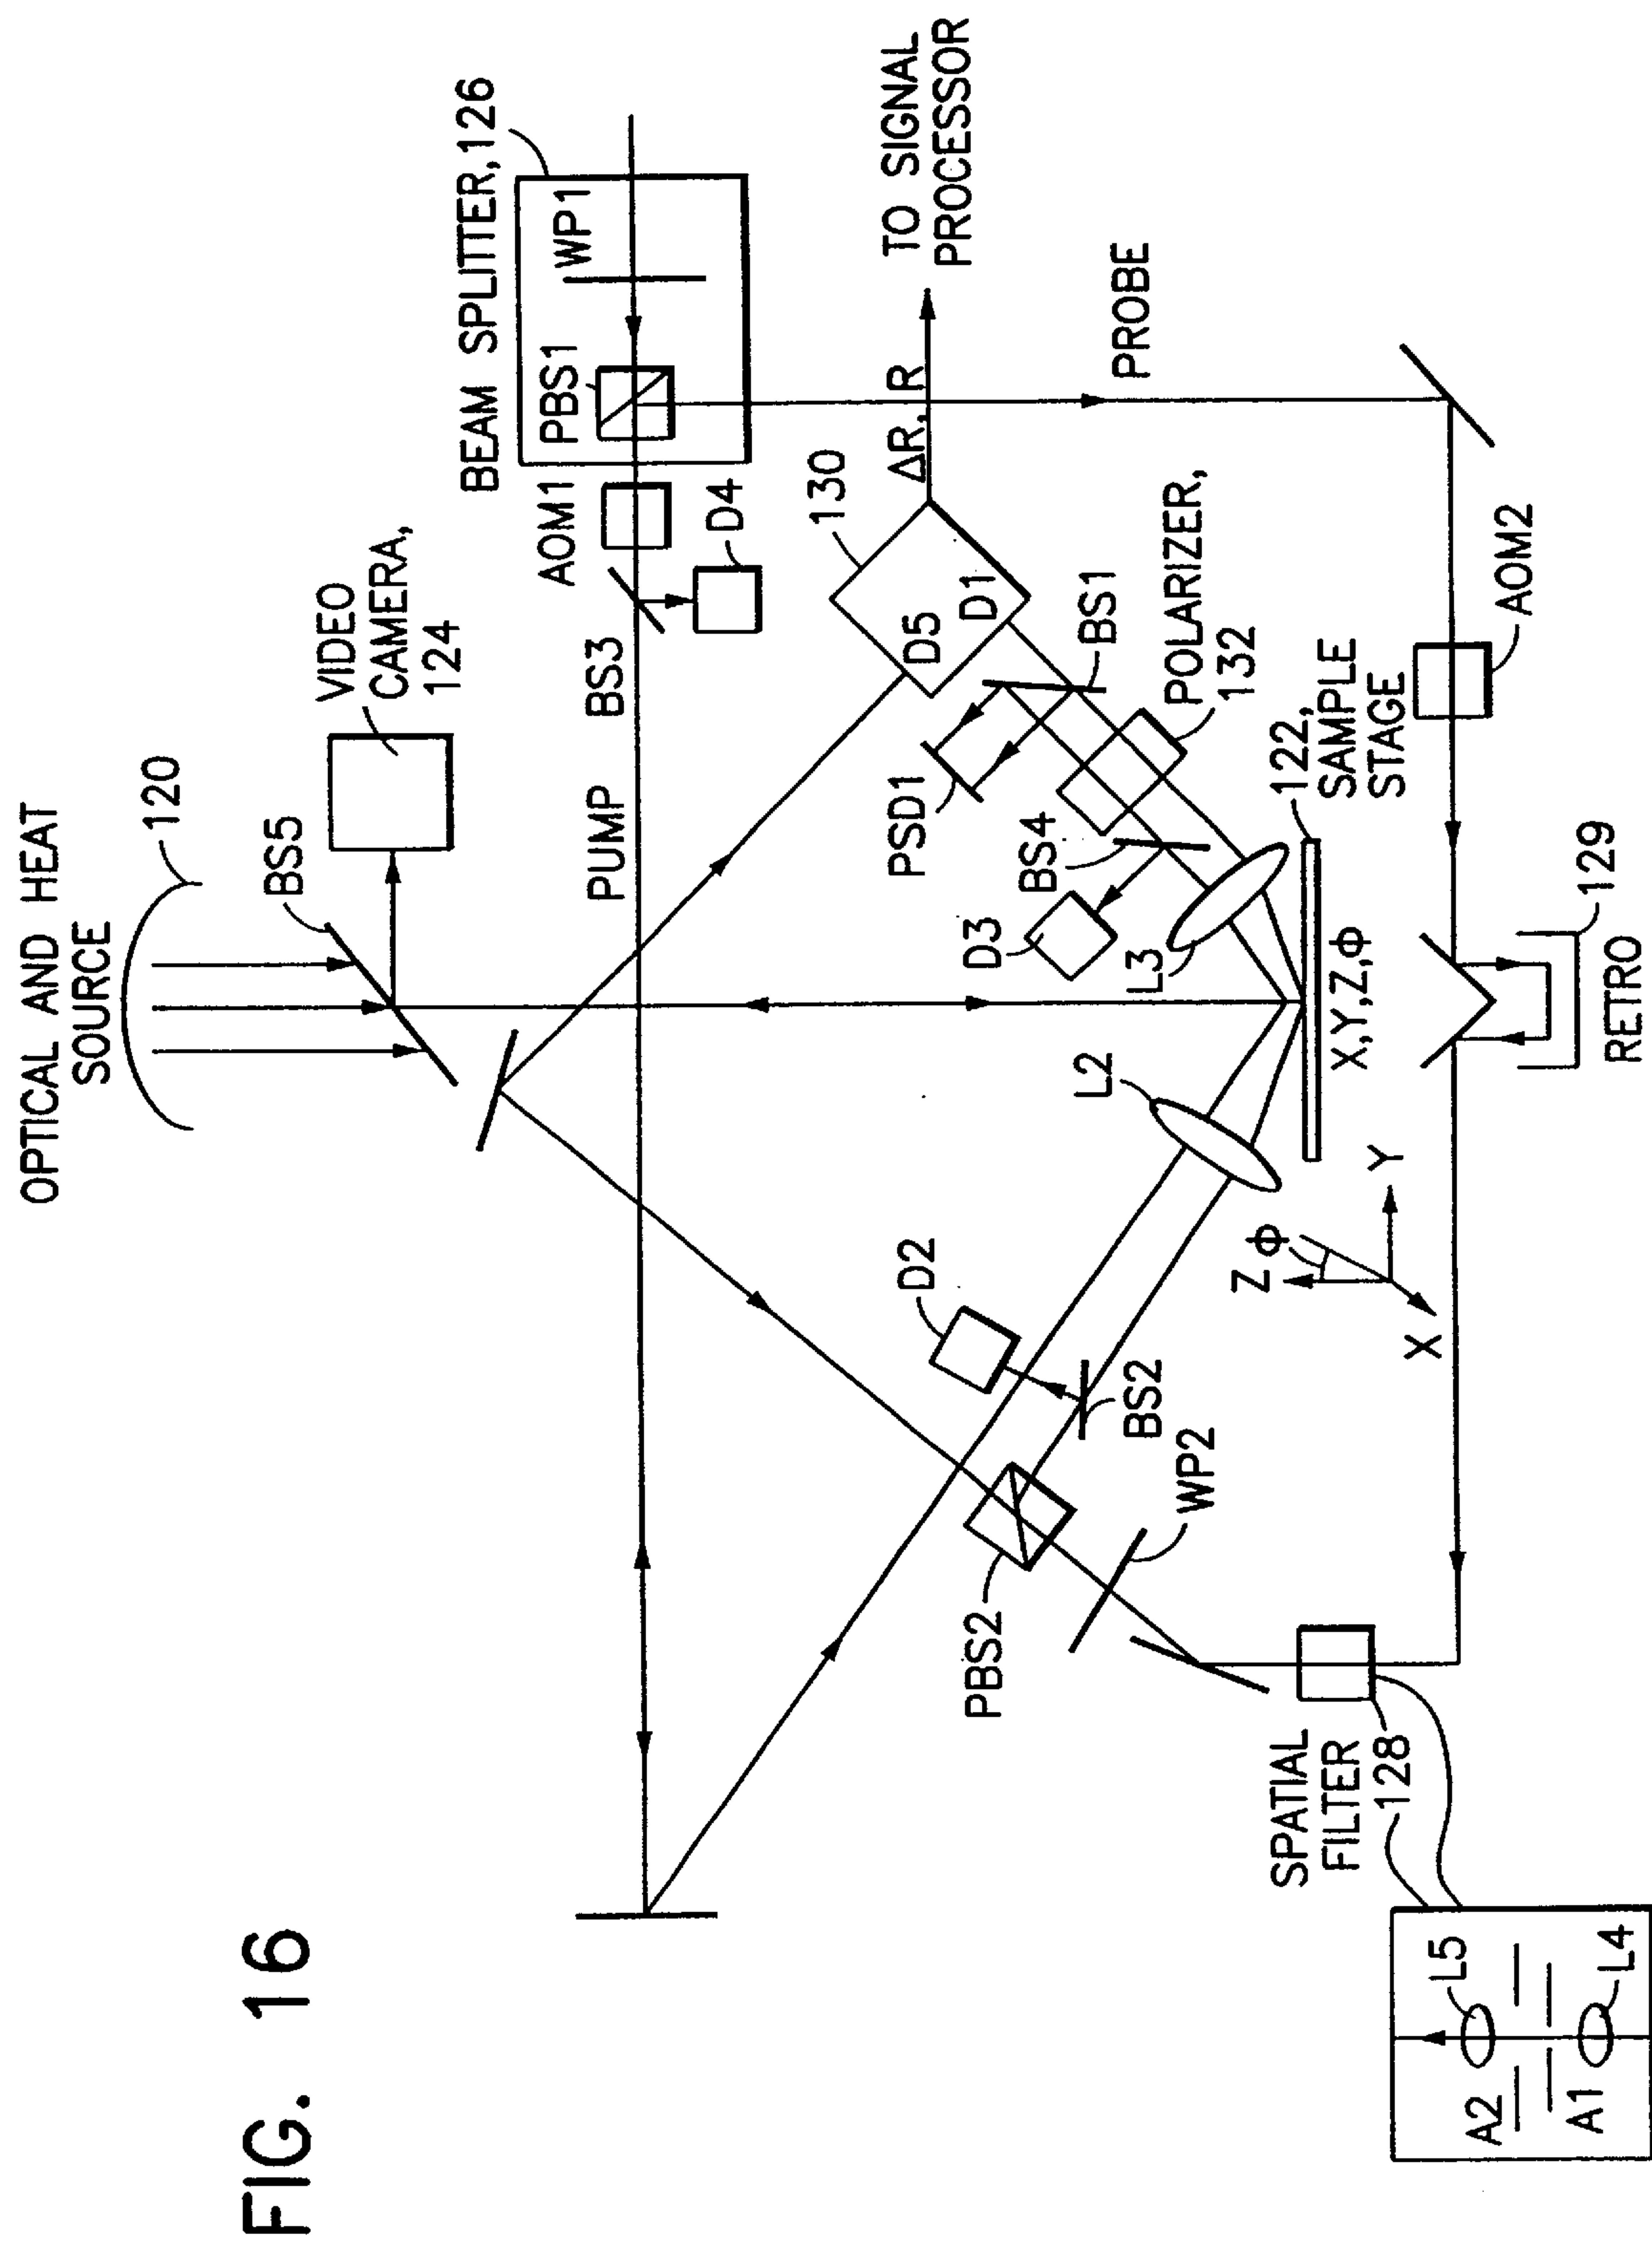 FIG. 16
OPTICAL AND HEAT
SOURCE
120
BS5
VIDEO
CAMERA,
124
BEAM SPLITTER,126
WP1
PBS1
AOM1
D4
BS3
PUMP
130
D5
D1
ΔR,R
TO SIGNAL
PROCESSOR
PROBE
PSD1
BS1
POLARIZER,
132
BS4
D3
L3
122,
SAMPLE
STAGE
AOM2
X,Y,Z,Φ
L2
129
RETRO
D2
BS2
WP2
PBS2
Z
Φ
Y
X
SPATIAL
FILTER
128
L5
L4
A2
A1